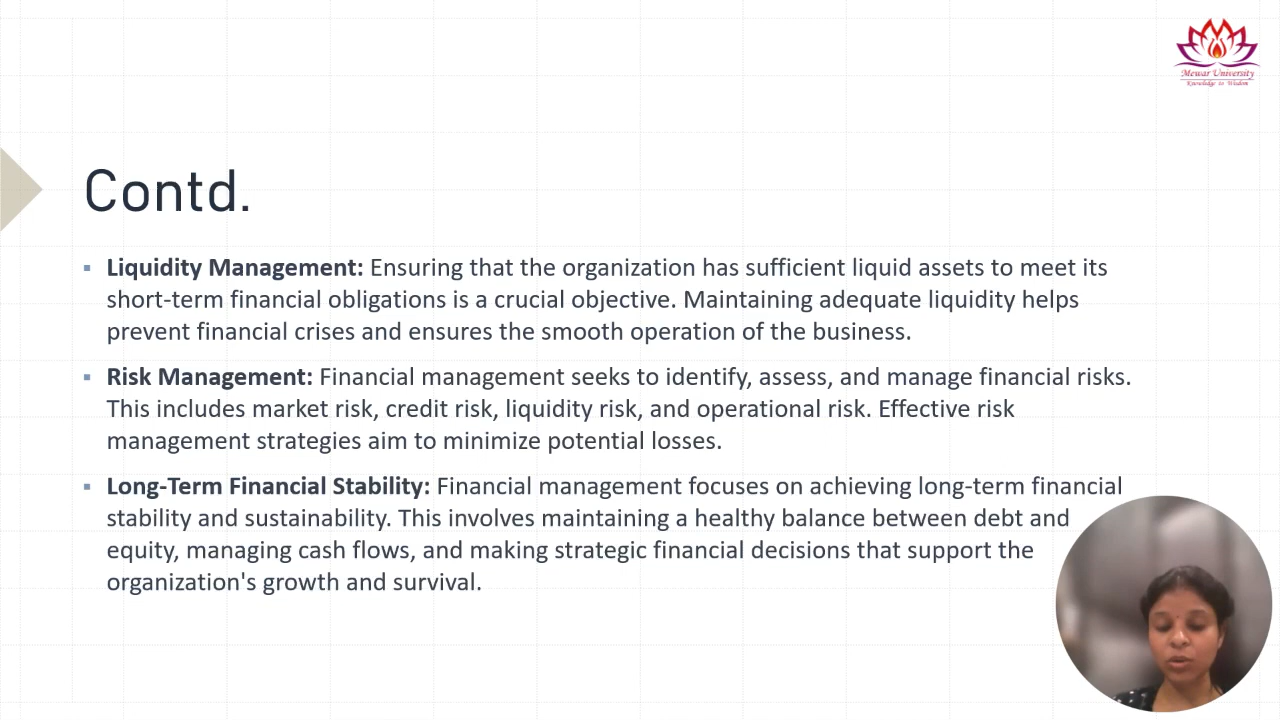 Mewar University
Knowledge to Wisdom
Contd.
▪ Liquidity Management: Ensuring that the organization has sufficient liquid assets to meet its
short-term financial obligations is a crucial objective. Maintaining adequate liquidity helps
prevent financial crises and ensures the smooth operation of the business.
▪ Risk Management: Financial management seeks to identify, assess, and manage financial risks.
This includes market risk, credit risk, liquidity risk, and operational risk. Effective risk
management strategies aim to minimize potential losses.
▪ Long-Term Financial Stability: Financial management focuses on achieving long-term financial
stability and sustainability. This involves maintaining a healthy balance between debt and
equity, managing cash flows, and making strategic financial decisions that support the
organization's growth and survival.